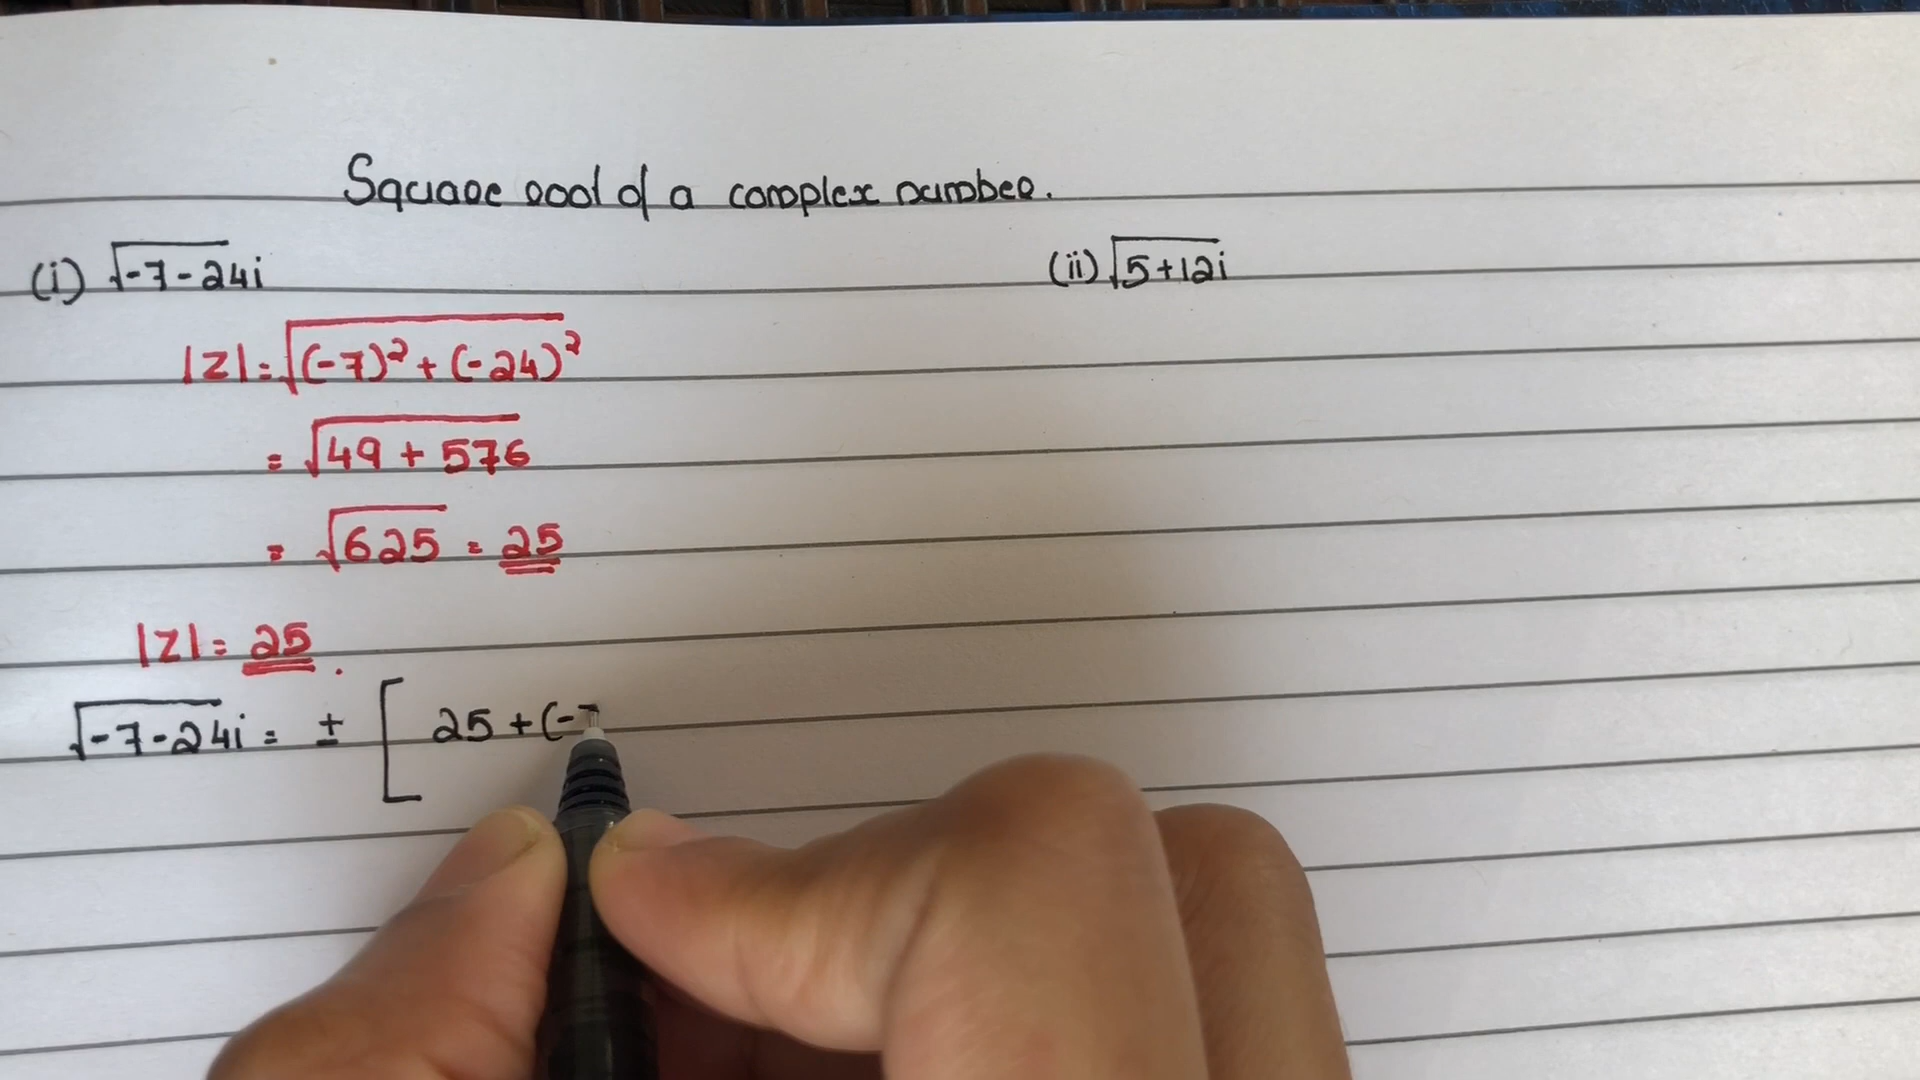 Square root of a complex number.
(i) √-7-24i
(ii) √5+12i
|Z| = √(-7)² + (-24)²
= √49 + 576
= √625 = 25
|Z| = 25.
√-7-24i = ± [ 25 + (-7